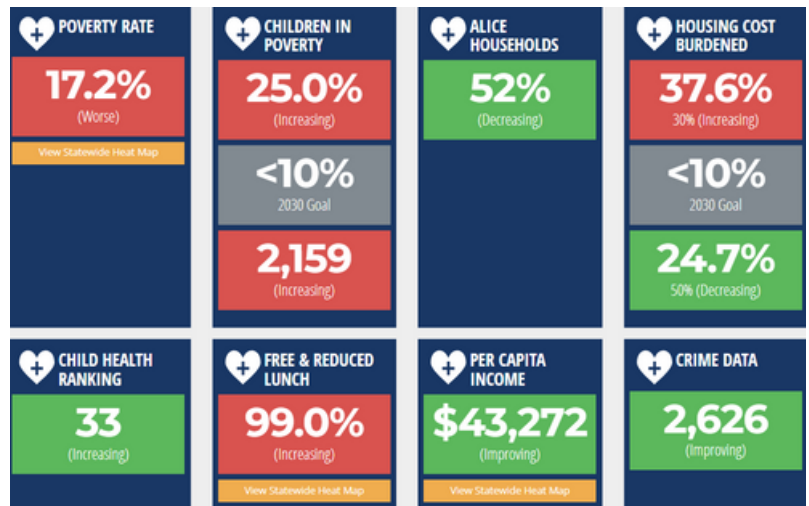 POVERTY RATE
17.2%
(Worse)
View Statewide Heat Map
CHILDREN IN
POVERTY
25.0%
(Increasing)
<10%
2030 Goal
2,159
(Increasing)
ALICE
HOUSEHOLDS
52%
(Decreasing)
HOUSING COST
BURDENED
37.6%
30% (Increasing)
<10%
2030 Goal
24.7%
50% (Decreasing)
CHILD HEALTH
RANKING
33
(Increasing)
FREE & REDUCED
LUNCH
99.0%
(Increasing)
View Statewide Heat Map
PER CAPITA
INCOME
$43,272
(Improving)
View Statewide Heat Map
CRIME DATA
2,626
(Improving)